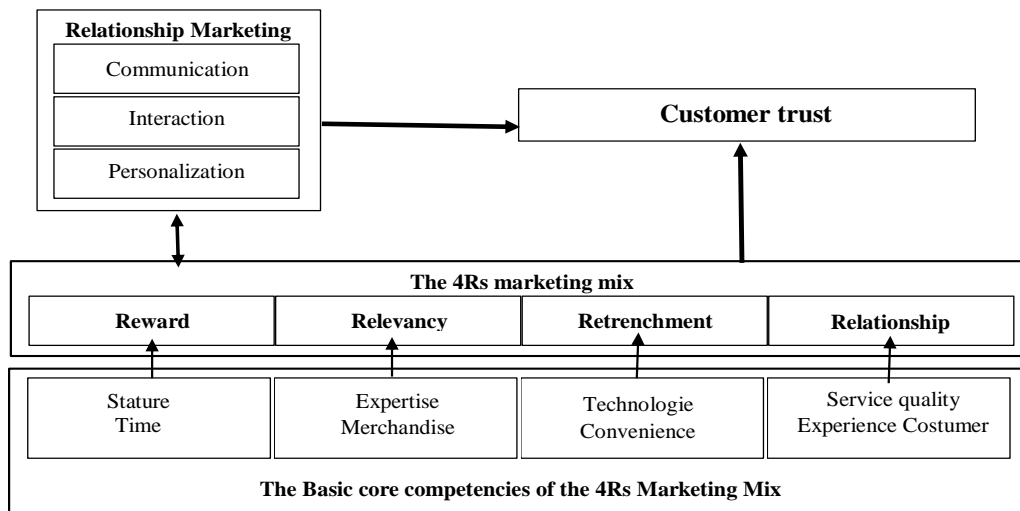 Relationship Marketing
Communication
Interaction
Personalization
Customer trust
The 4Rs marketing mix
Reward
Relevancy
Retrenchment
Relationship
Stature
Time
Expertise
Merchandise
Technologie
Convenience
Service quality
Experience Costumer
The Basic core competencies of the 4Rs Marketing Mix